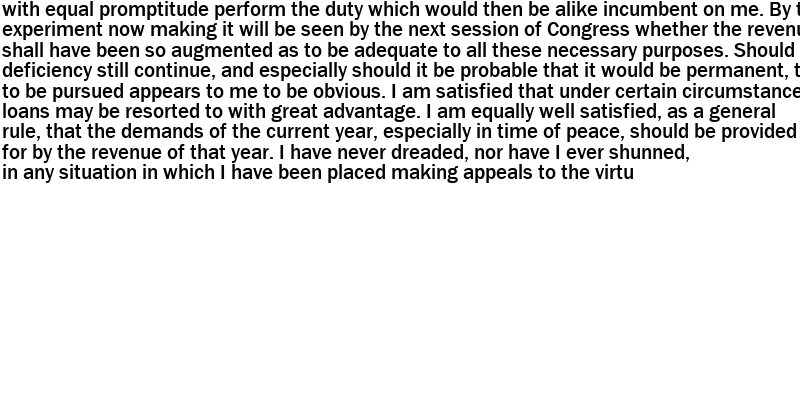 with equal promptitude perform the duty which would then be alike incumbent on me. By t
experiment now making it will be seen by the next session of Congress whether the revenu
shall have been so augmented as to be adequate to all these necessary purposes. Should
deficiency still continue, and especially should it be probable that it would be permanent, t
to be pursued appears to me to be obvious. I am satisfied that under certain circumstance
loans may be resorted to with great advantage. I am equally well satisfied, as a general
rule, that the demands of the current year, especially in time of peace, should be provided
for by the revenue of that year. I have never dreaded, nor have I ever shunned,
in any situation in which I have been placed making appeals to the virtu